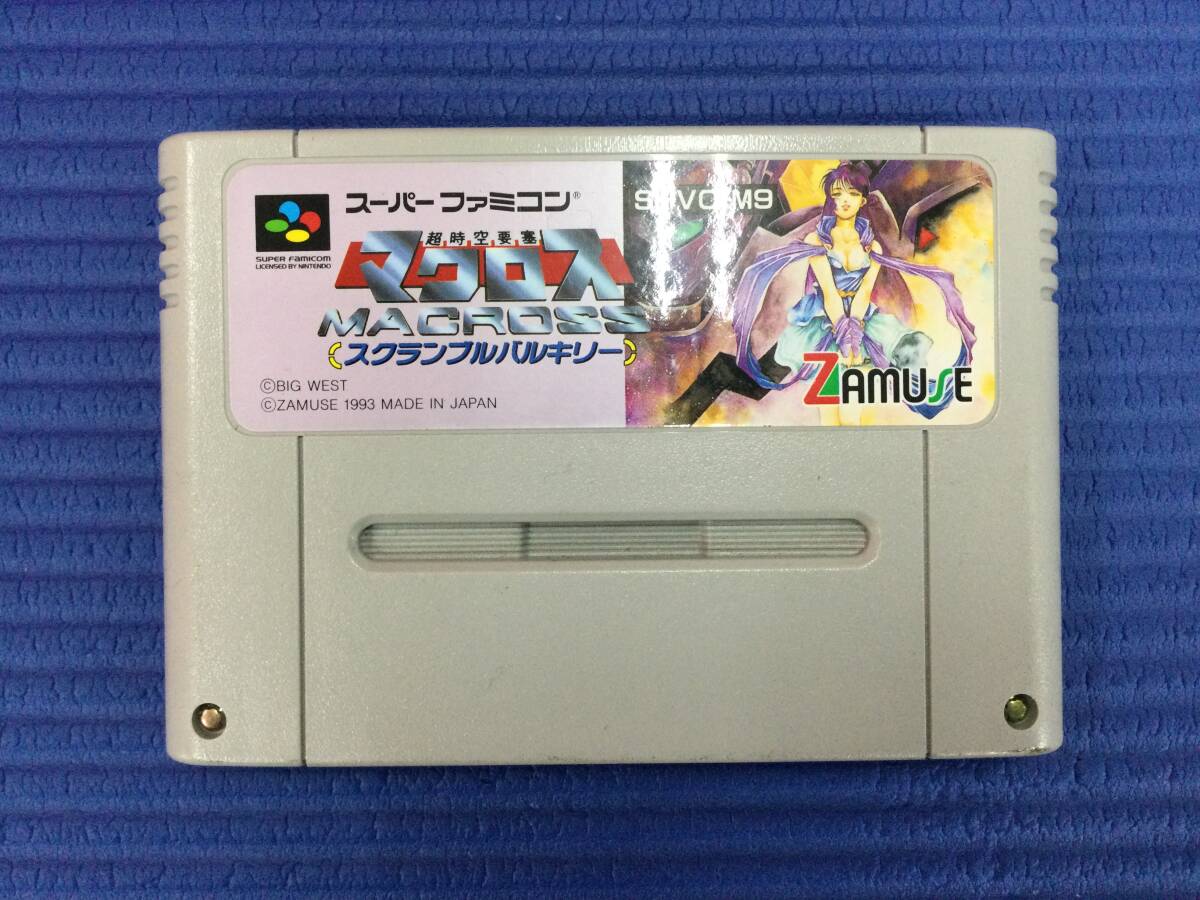 SUPER FAMICOM
LICENSED BY NINTENDO
スーパーファミコン®
超時空要塞
マクロス
MACROSS
スクランブルバルキリー
©BIG WEST
©ZAMUSE 1993 MADE IN JAPAN
ZAMUSE